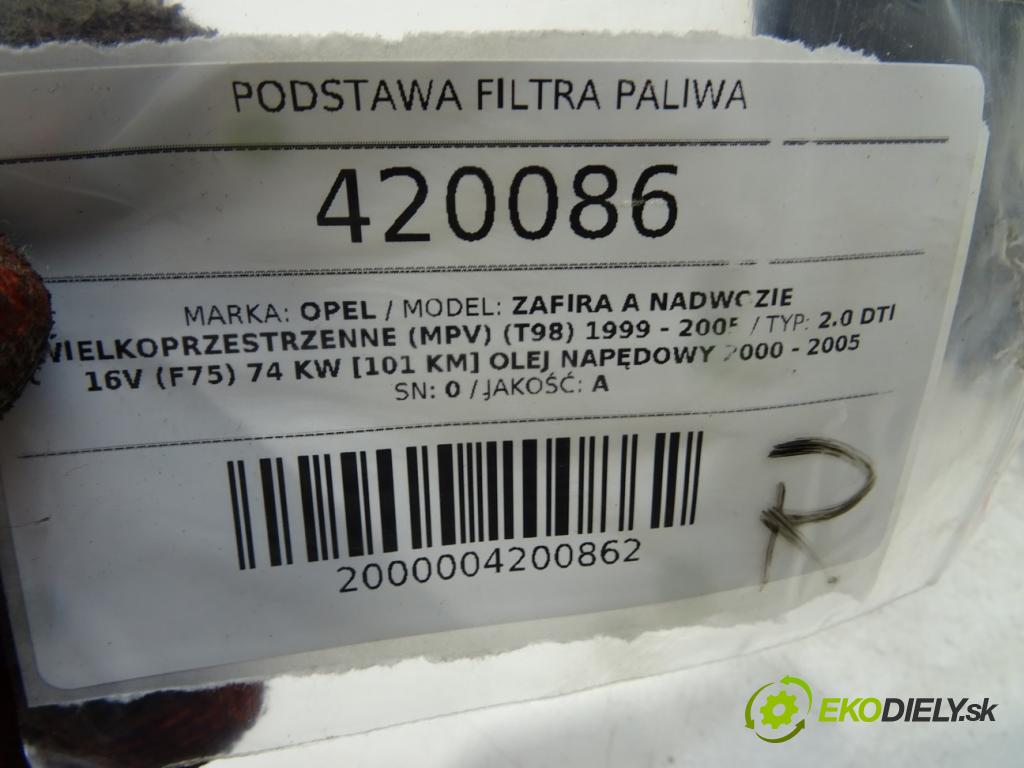 PODSTAWA FILTRA PALIWA
420086
MARKA: OPEL / MODEL: ZAFIRA A NADWOZIE
WIELKOPRZESTRZENNE (MPV) (T98) 1999 - 2005 / TYP: 2.0 DTI
16V (F75) 74 KW [101 KM] OLEJ NAPĘDOWY 2000 - 2005
SN: 0 / JAKOŚĆ: A
2000004200862
R
EKODIELY.sk